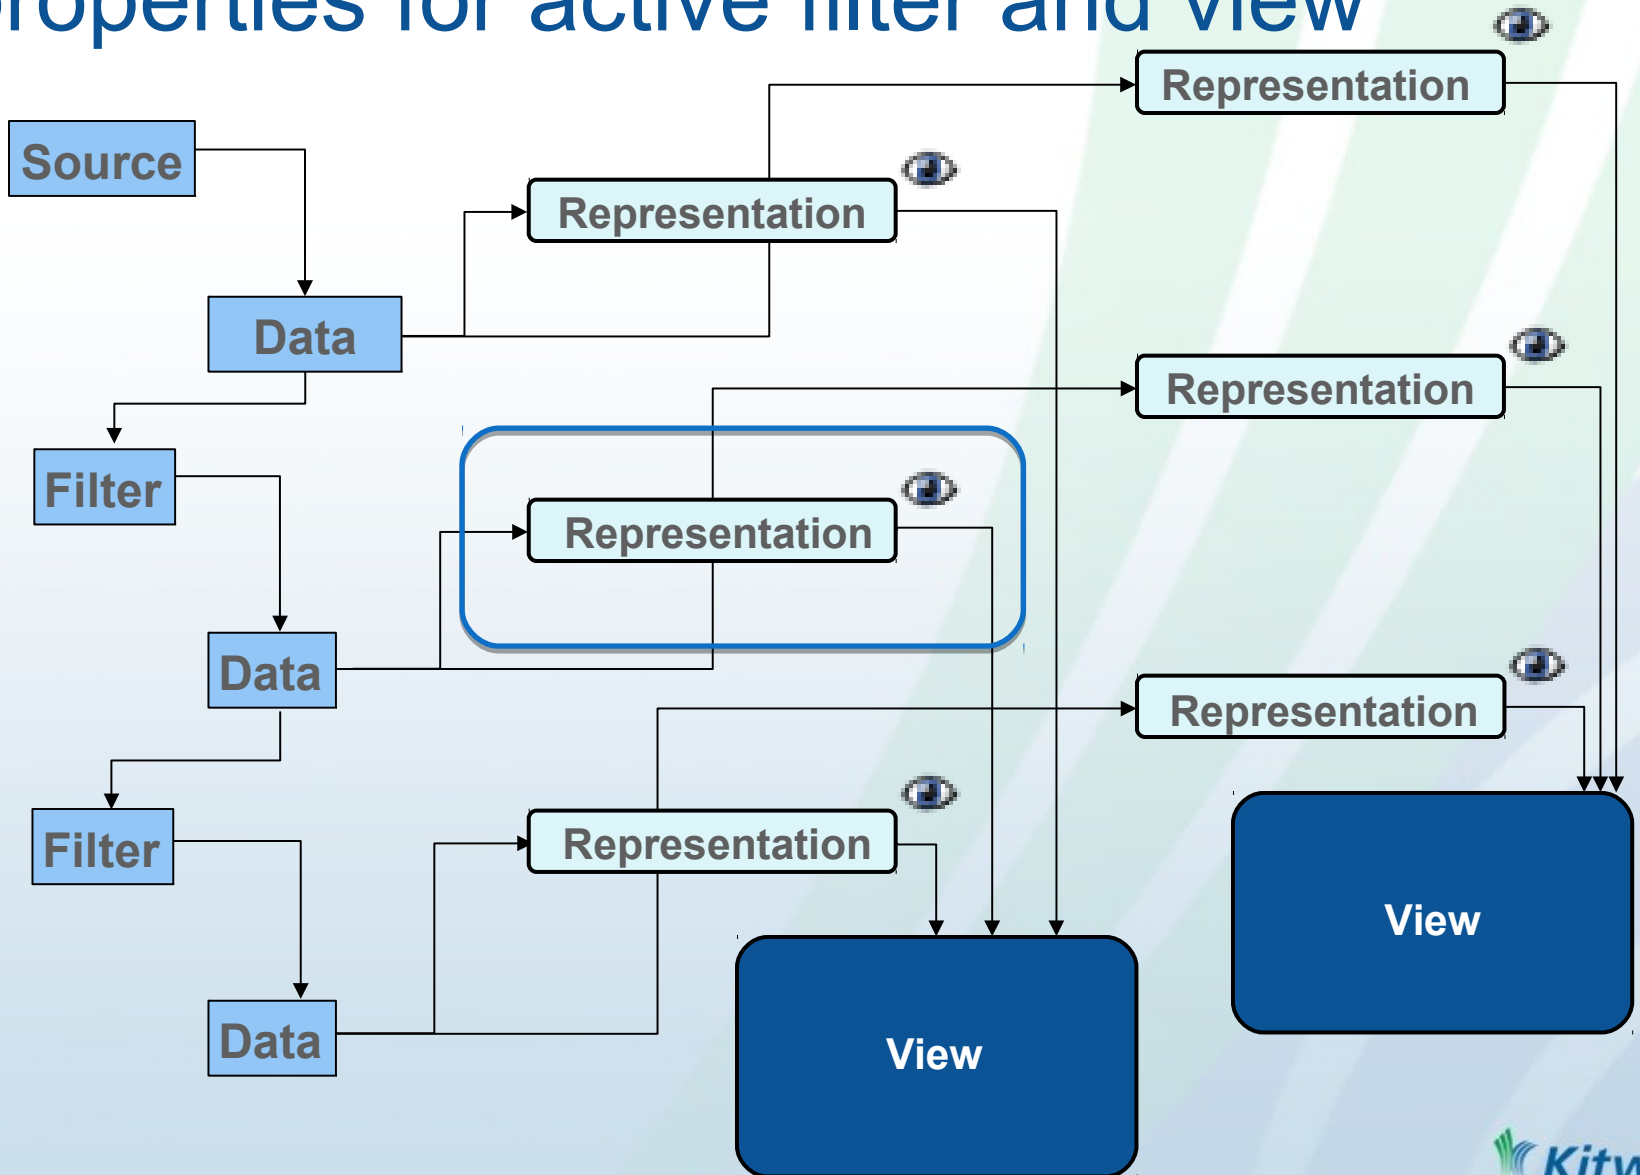 properties for active filter and view
Representation
Source
Representation
Data
Representation
Filter
Representation
Data
Representation
Filter
Representation
View
Data
View